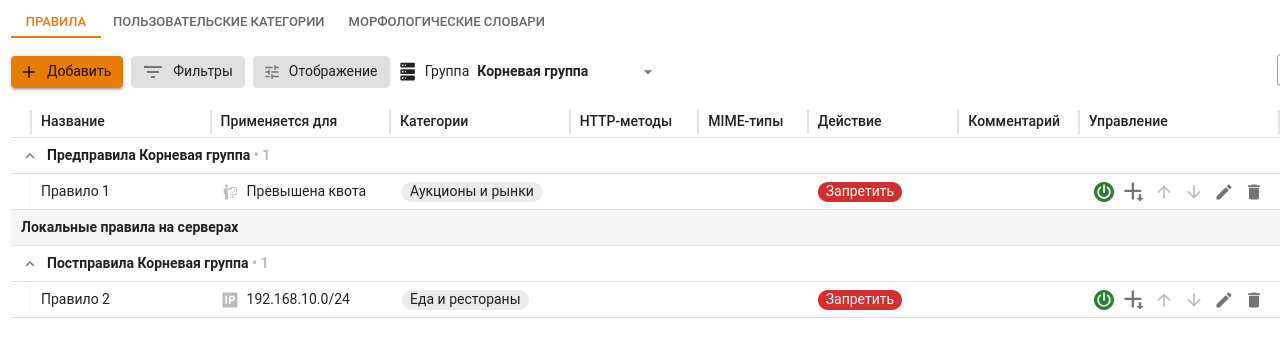 ПРАВИЛА ПОЛЬЗОВАТЕЛЬСКИЕ КАТЕГОРИИ МОРФОЛОГИЧЕСКИЕ СЛОВАРИ
Добавить Фильтры Отображение Группа Корневая группа
Название Применяется для Категории HTTP-методы MIME-типы Действие Комментарий Управление
Предправила Корневая группа • 1
Правило 1 Превышена квота Аукционы и рынки Запретить
Локальные правила на серверах
Постправила Корневая группа • 1
Правило 2 IP 192.168.10.0/24 Еда и рестораны Запретить